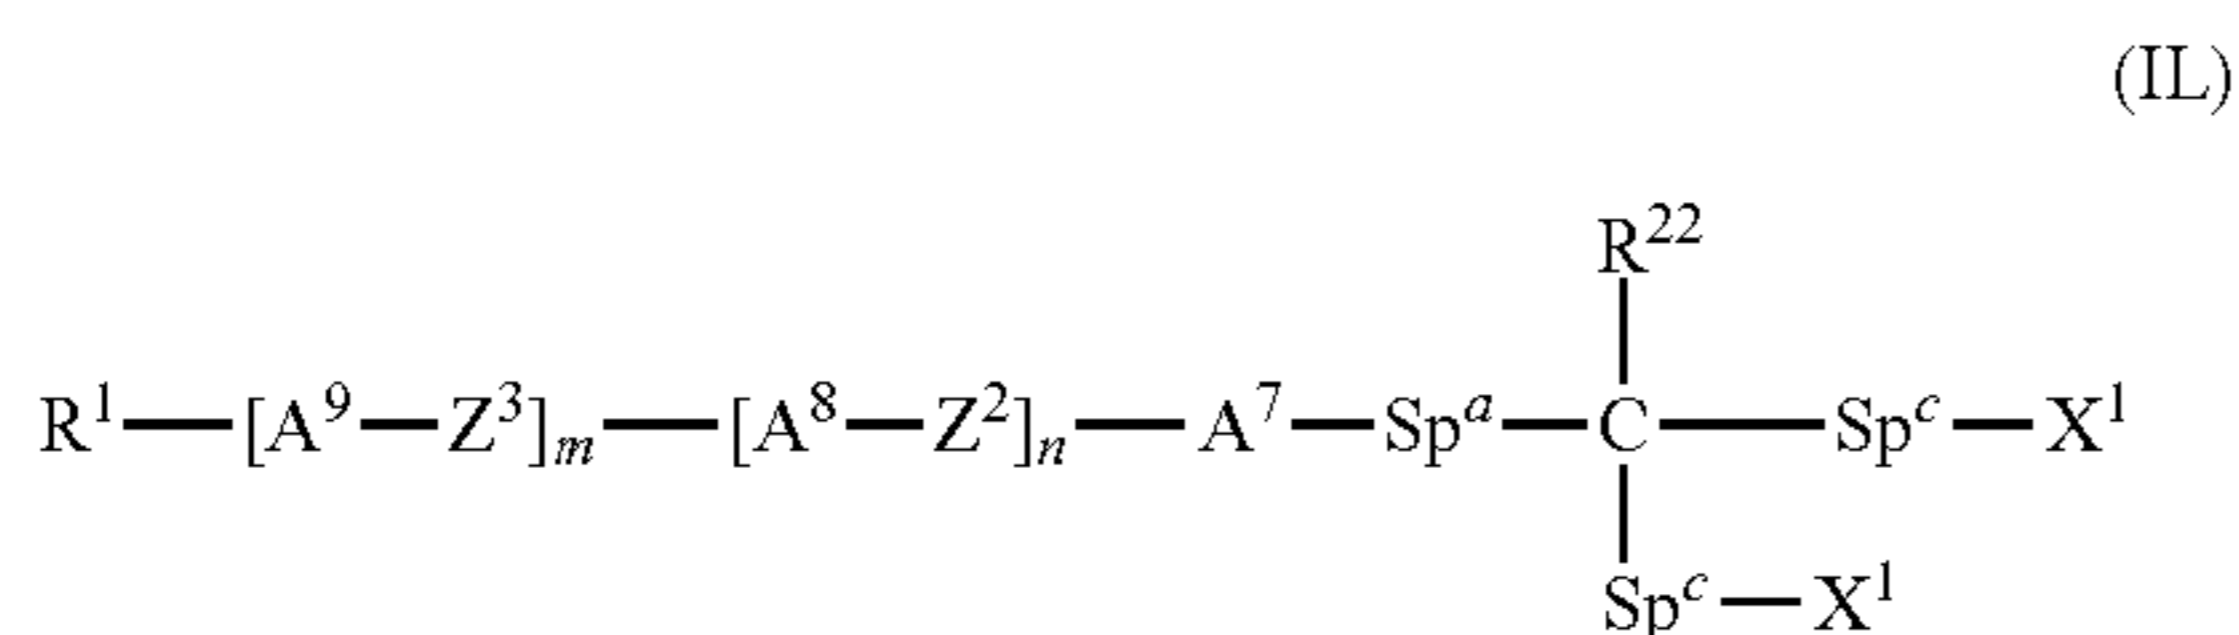 (IL)
R²²
R¹—[A⁹—Z³]ₘ—[A⁸—Z²]ₙ—A⁷—Spᵃ—C—Spᶜ—X¹
Spᶜ—X¹